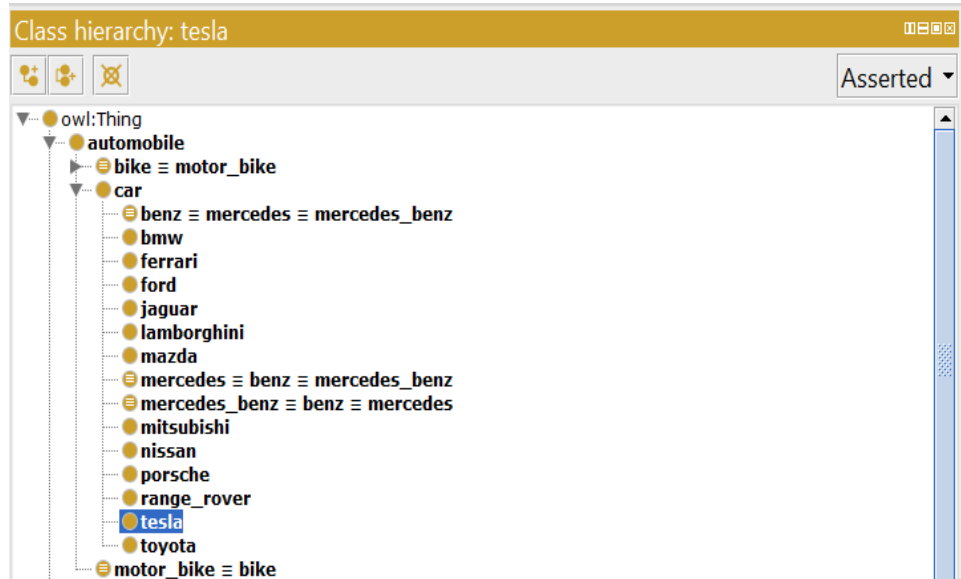 Class hierarchy: tesla
Asserted
owl:Thing
automobile
bike ≡ motor_bike
car
benz ≡ mercedes ≡ mercedes_benz
bmw
ferrari
ford
jaguar
lamborghini
mazda
mercedes ≡ benz ≡ mercedes_benz
mercedes_benz ≡ benz ≡ mercedes
mitsubishi
nissan
porsche
range_rover
tesla
toyota
motor_bike ≡ bike